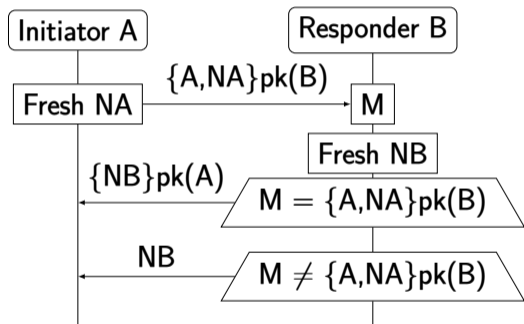 Initiator A
Responder B
{A,NA}pk(B)
Fresh NA
M
Fresh NB
{NB}pk(A)
M = {A,NA}pk(B)
NB
M ≠ {A,NA}pk(B)